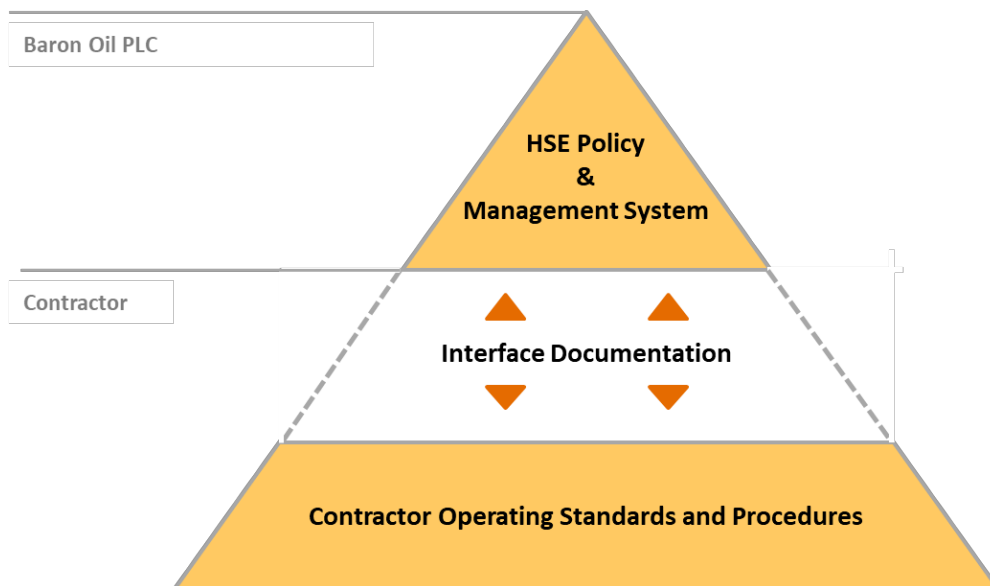 Baron Oil PLC
HSE Policy
&
Management System
Contractor
Interface Documentation
Contractor Operating Standards and Procedures